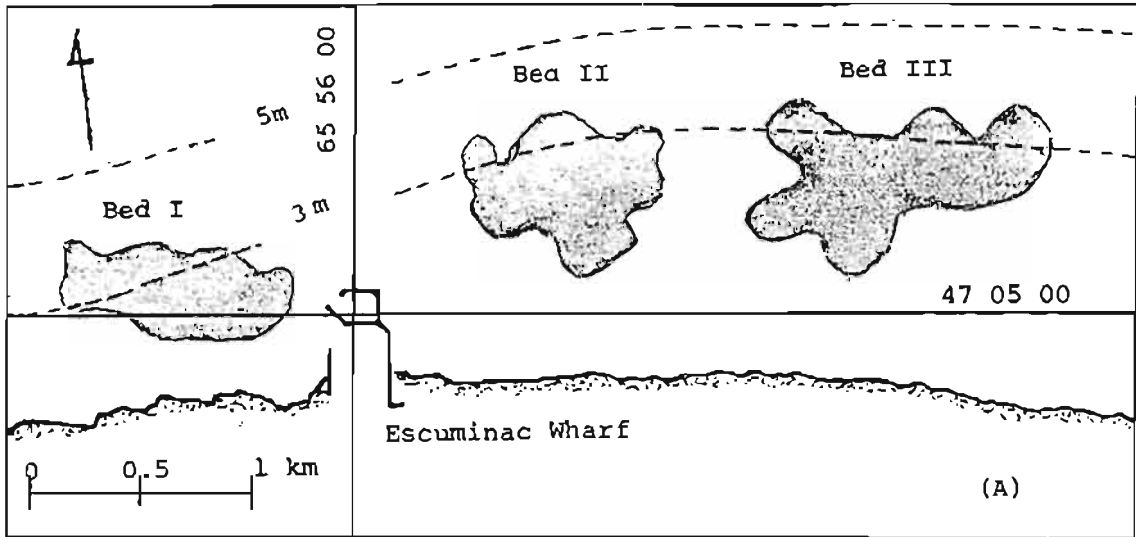 65 56 00
5m
Bed I
3 m
Bed II
Bed III
47 05 00
Escuminac Wharf
0 0.5 1 km
(A)